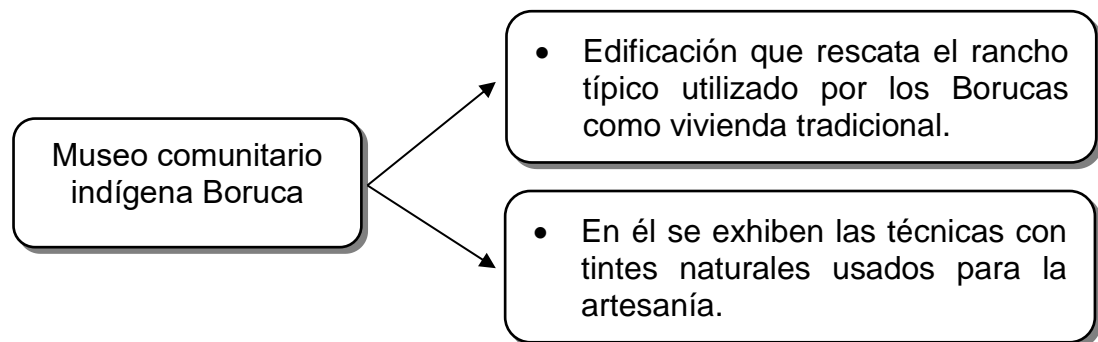 Museo comunitario
indígena Boruca
• Edificación que rescata el rancho
típico utilizado por los Borucas
como vivienda tradicional.
• En él se exhiben las técnicas con
tintes naturales usados para la
artesanía.